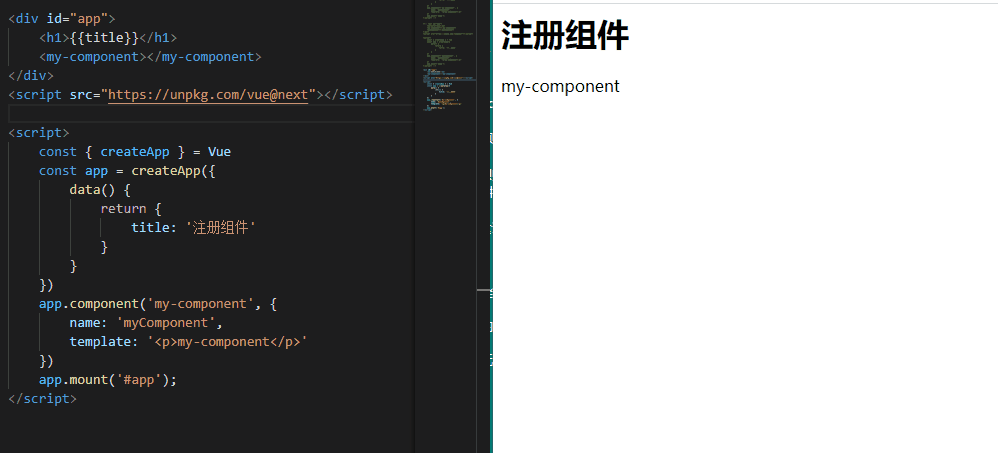 <div id="app">
    <h1>{{title}}</h1>
    <my-component></my-component>
</div>
<script src="https://unpkg.com/vue@next"></script>
<script>
    const { createApp } = Vue
    const app = createApp({
        data() {
            return {
                title: '注册组件'
            }
        }
    })
    app.component('my-component', {
        name: 'myComponent',
        template: '<p>my-component</p>'
    })
    app.mount('#app');
</script>
注册组件
my-component